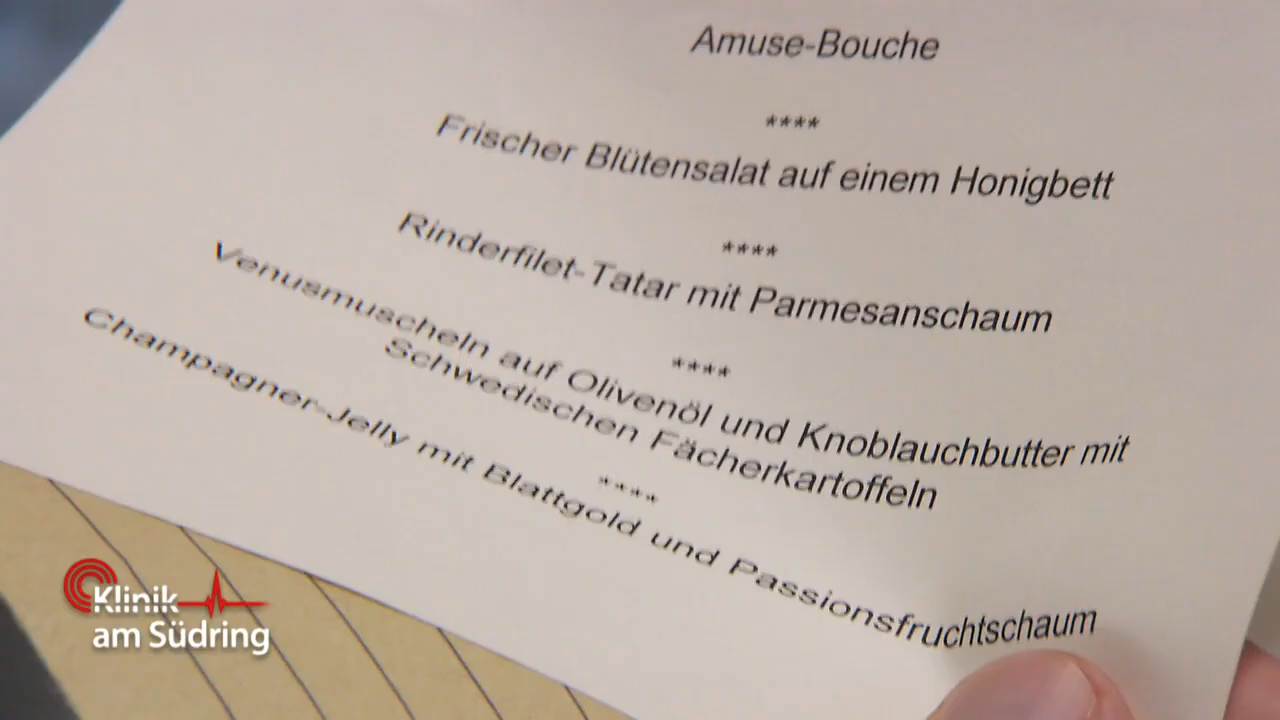 Amuse-Bouche
****
Frischer Blütensalat auf einem Honigbett
****
Rinderfilet-Tatar mit Parmesanschaum
****
Venusmuscheln auf Olivenöl und Knoblauchbutter mit
Schwedischen Fächerkartoffeln
****
Champagner-Jelly mit Blattgold und Passionsfruchtschaum
Klinik
am Südring